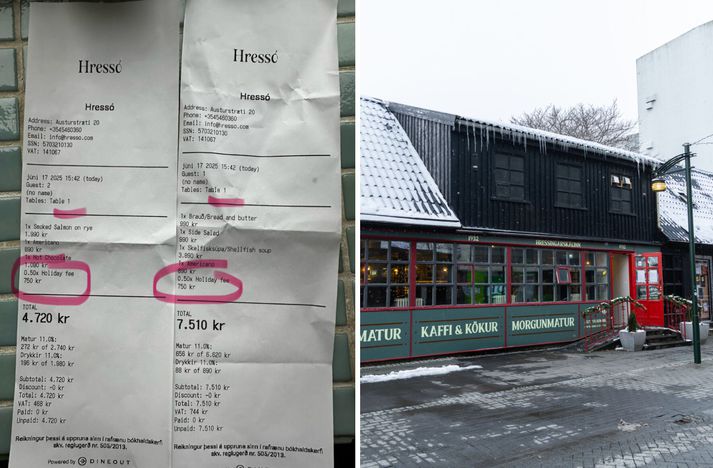 Hressó
Hressó
Address: Austurstræti 20
Phone: +3545460360
Email: info@hresso.com
SSN: 5703210130
VAT: 141067
júní 17 2025 15:42 (today)
Guest: 2
(no name)
Tables: Table 1
1x Smoked Salmon on rye
1.990 kr
1x Americano
890 kr
1x Hot Chocolate
1.090 kr
0.50x Holiday fee
750 kr
TOTAL
4.720 kr
Matur 11.0%:
272 kr of 2.740 kr
Drykkir 11.0%:
196 kr of 1.980 kr
Subtotal: 4.720 kr
Discount: -0 kr
Total: 4.720 kr
VAT: 468 kr
Paid: 0 kr
Unpaid: 4.720 kr
Reikningur þessi á uppruna sinn í rafrænu bókhaldskerfi
skv. reglugerð nr. 505/2013.
Powered by DINEOUT
Hressó
Hressó
Address: Austurstræti 20
Phone: +3545460360
Email: info@hresso.com
SSN: 5703210130
VAT: 141067
júní 17 2025 15:42 (today)
Guest: 1
(no name)
Tables: Table 1
1x Brauð/Bread and butter
990 kr
1x Side Salad
990 kr
1x Skelfisksúpa/Shellfish soup
3.890 kr
1x Americano
890 kr
0.50x Holiday fee
750 kr
TOTAL
7.510 kr
Matur 11.0%:
656 kr of 6.620 kr
Drykkir 11.0%:
88 kr of 890 kr
Subtotal: 7.510 kr
Discount: -0 kr
Total: 7.510 kr
VAT: 744 kr
Paid: 0 kr
Unpaid: 7.510 kr
Reikningur þessi á uppruna sinn í rafrænu bókhaldskerfi
skv. reglugerð nr. 505/2013.
1932 HRESSINGARSKÁLINN 1932
MATUR KAFFI & KÖKUR MORGUNMATUR